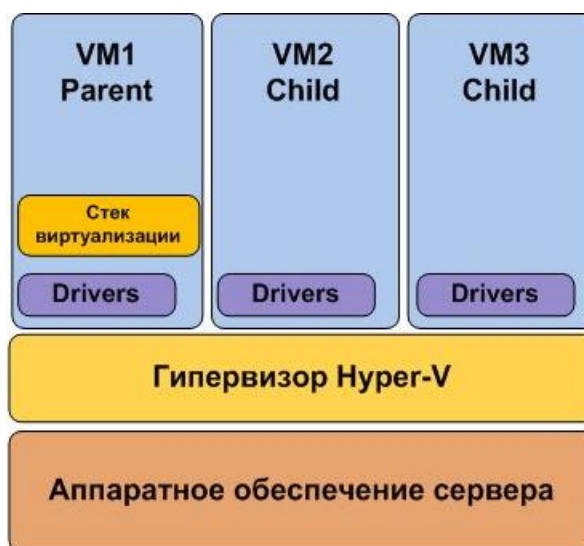 VM1
Parent
VM2
Child
VM3
Child
Стек
виртуализации
Drivers
Drivers
Drivers
Гипервизор Hyper-V
Аппаратное обеспечение сервера